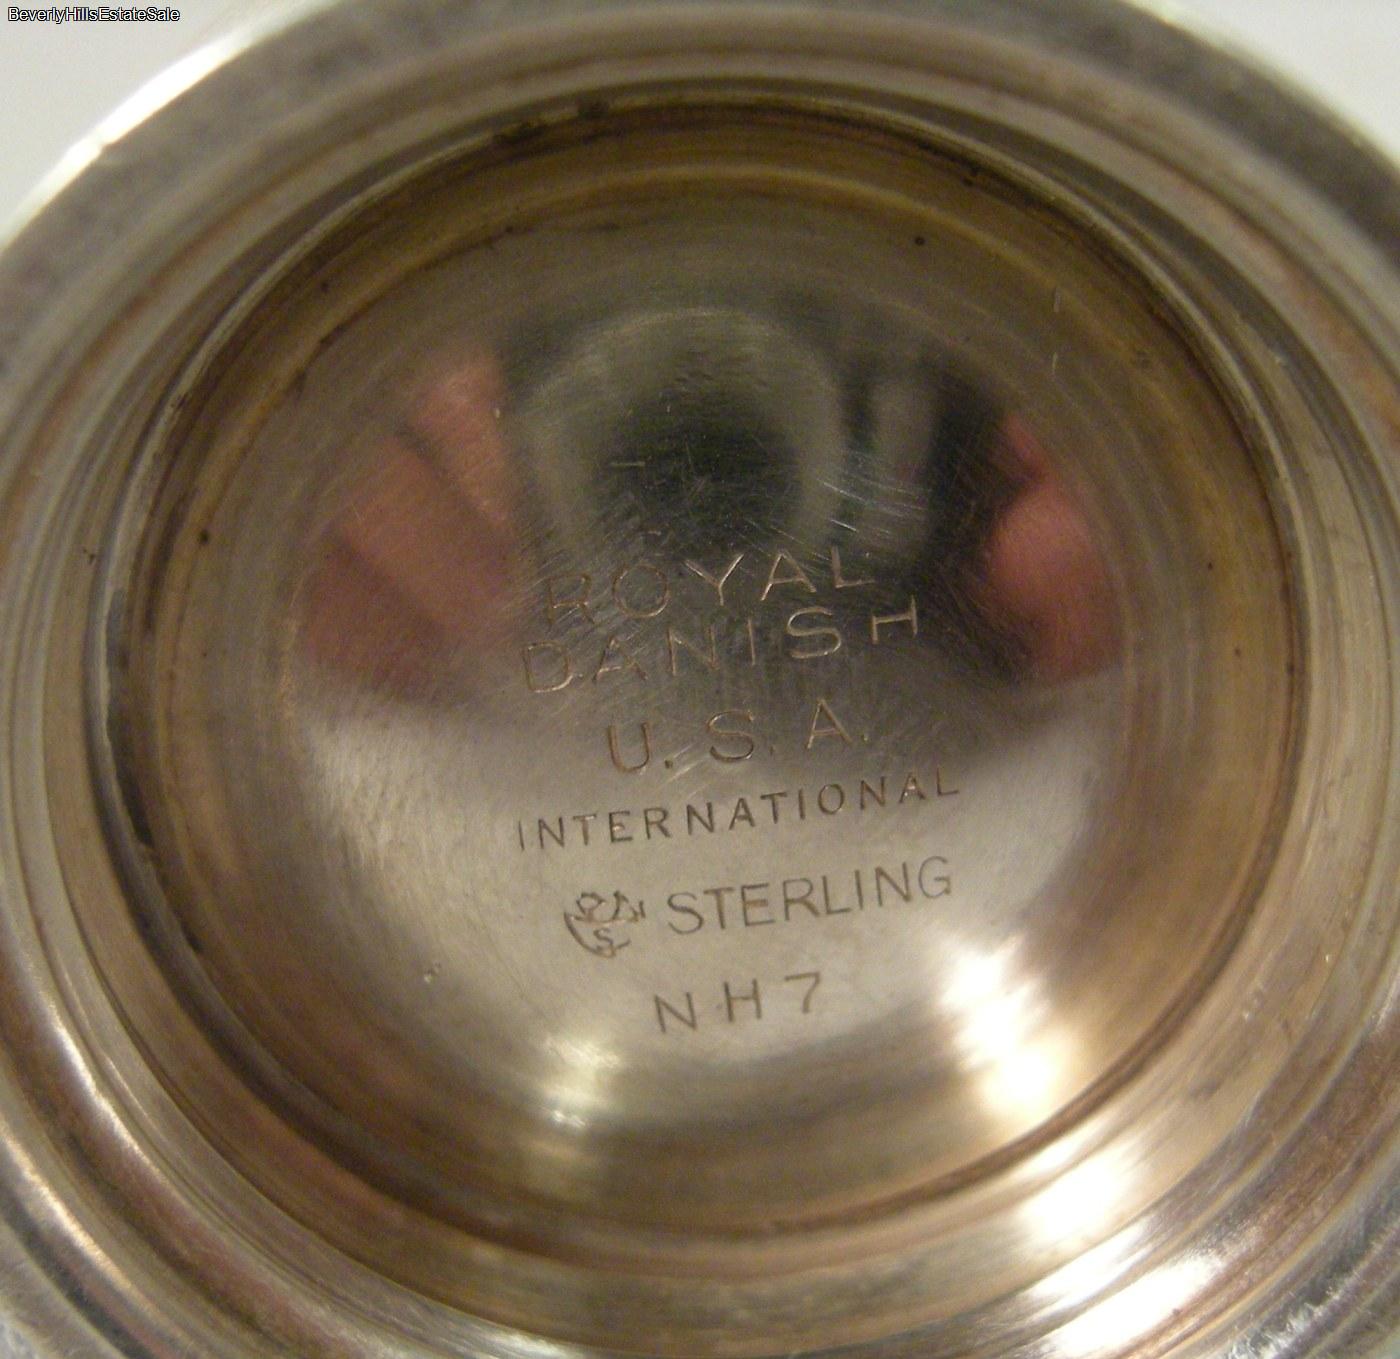 BeverlyHillsEstateSale
ROYAL
DANISH
U.S.A.
INTERNATIONAL
S STERLING
NH7